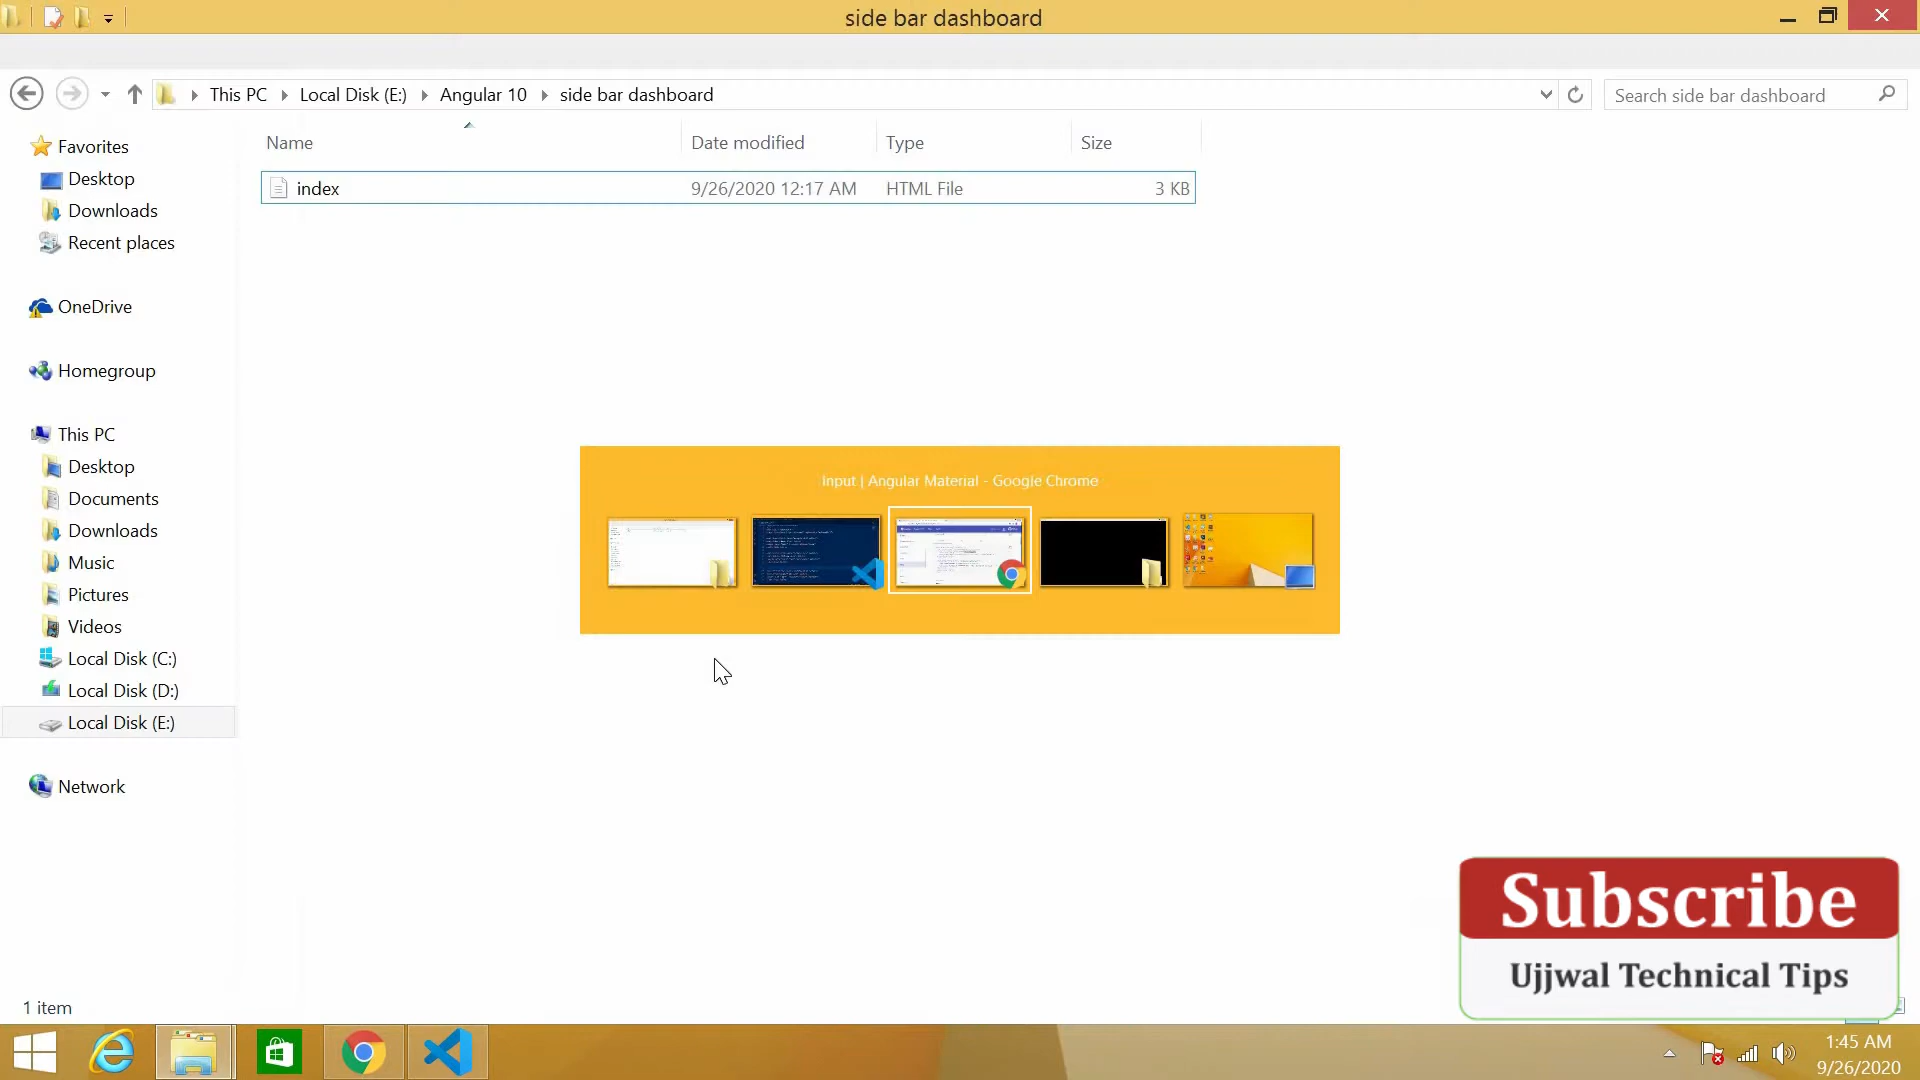 side bar dashboard
This PC
Local Disk (E:)
Angular 10
side bar dashboard
Search side bar dashboard
Name
Date modified
Type
Size
index
9/26/2020 12:17 AM
HTML File
3 KB
Favorites
Desktop
Downloads
Recent places
OneDrive
Homegroup
This PC
Desktop
Documents
Downloads
Music
Pictures
Videos
Local Disk (C:)
Local Disk (D:)
Local Disk (E:)
Network
Input | Angular Material - Google Chrome
Subscribe
Ujjwal Technical Tips
1 item
1:45 AM
9/26/2020